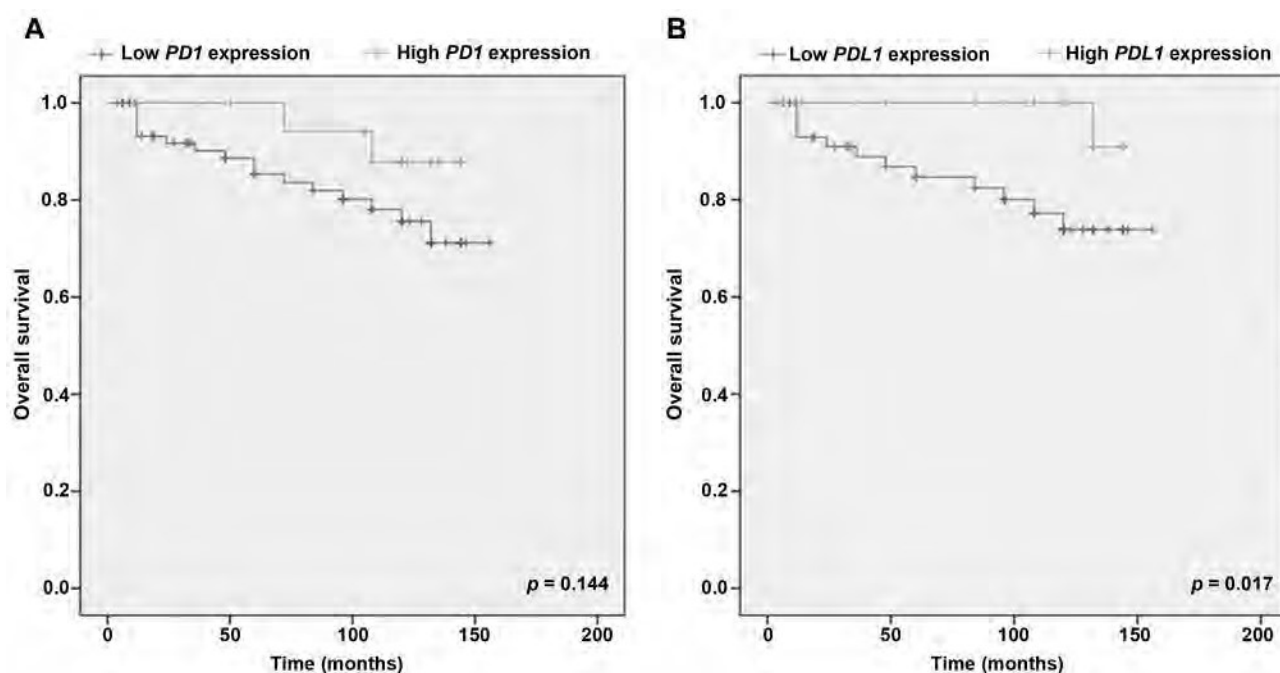 A
Low PD1 expression High PD1 expression
Overall survival
1.0
0.8
0.6
0.4
0.2
0.0
p = 0.144
0 50 100 150 200
Time (months)
B
Low PDL1 expression High PDL1 expression
Overall survival
1.0
0.8
0.6
0.4
0.2
0.0
p = 0.017
0 50 100 150 200
Time (months)